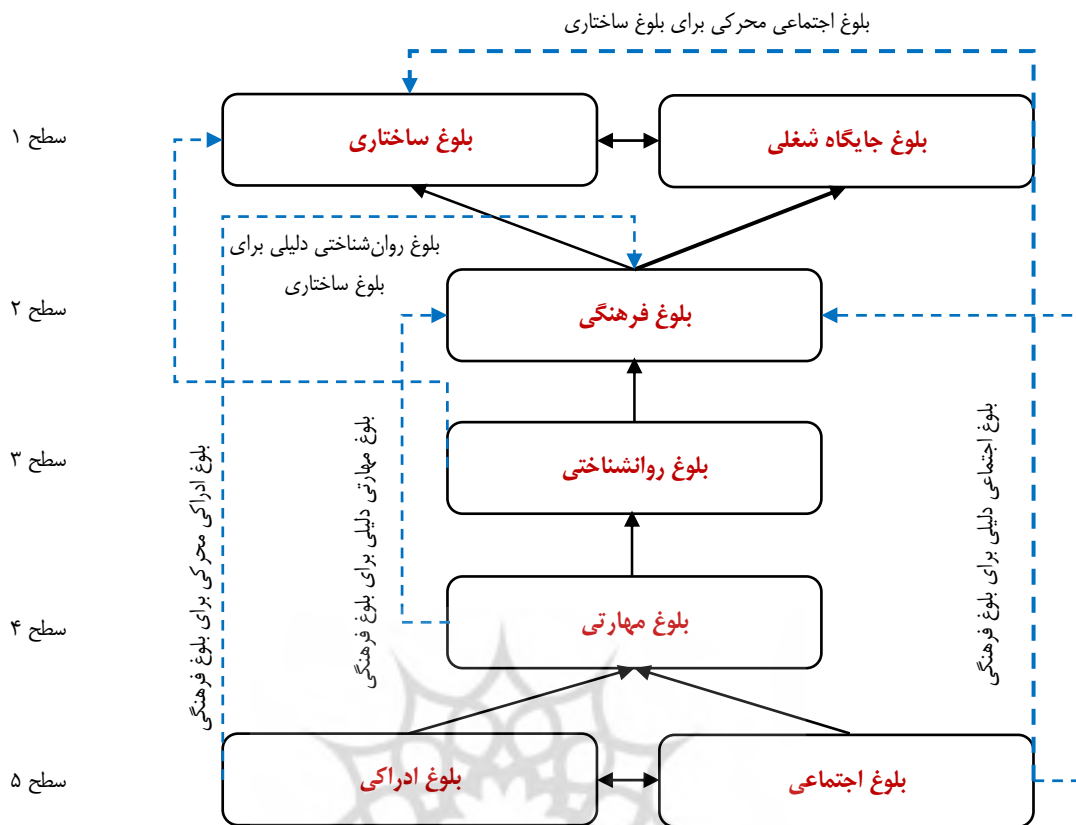 بلوغ اجتماعی محرکی برای بلوغ ساختاری
سطح ۱
بلوغ جایگاه شغلی
بلوغ ساختاری
بلوغ روان‌شناختی دلیلی برای
بلوغ ساختاری
سطح ۲
بلوغ فرهنگی
سطح ۳
بلوغ روانشناختی
بلوغ اجتماعی دلیلی برای بلوغ فرهنگی
بلوغ مهارتی دلیلی برای بلوغ فرهنگی
بلوغ ادراکی محرکی برای بلوغ فرهنگی
سطح ۴
بلوغ مهارتی
سطح ۵
بلوغ اجتماعی
بلوغ ادراکی